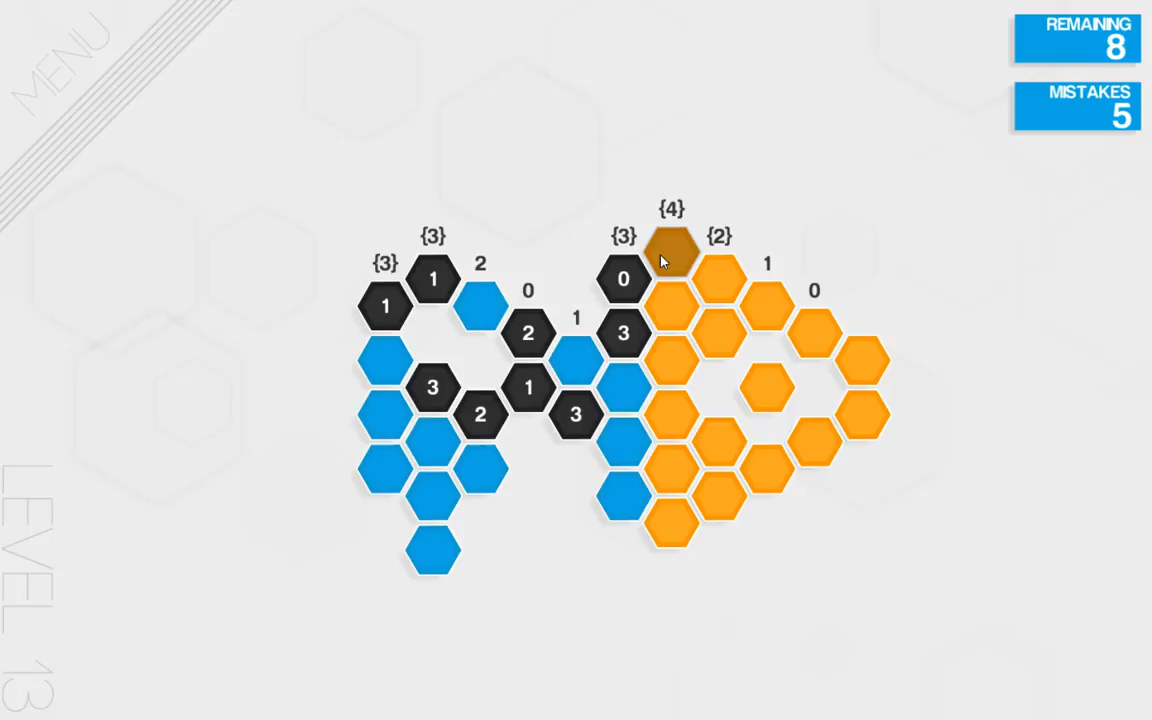 MENU
REMAINING
8
MISTAKES
5
{4}
{3} {3} {2}
{3} 2 1
0 0
1
1 0
1
2 3
3 1
2 3
LEVEL 13